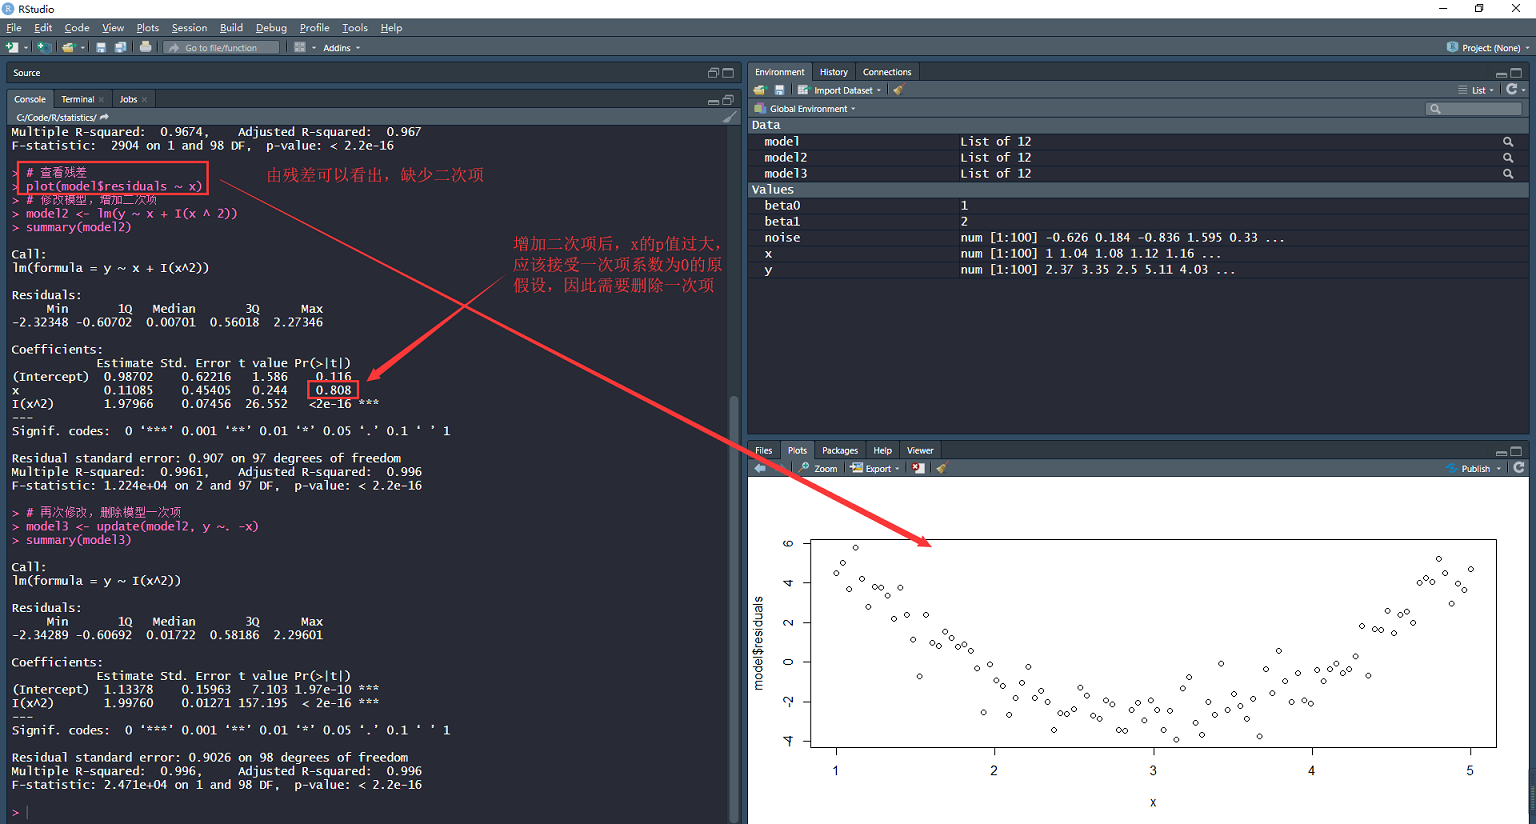 RStudio
File Edit Code View Plots Session Build Debug Profile Tools Help
Go to file/function Addins Project: (None)
Source
Console Terminal Jobs
C:/Code/R/statistics/
Multiple R-squared:  0.9674,    Adjusted R-squared:  0.967
F-statistic:  2904 on 1 and 98 DF,  p-value: < 2.2e-16
> # 查看残差
> plot(model$residuals ~ x)
> # 修改模型，增加二次项
> model2 <- lm(y ~ x + I(x ^ 2))
> summary(model2)
Call:
lm(formula = y ~ x + I(x^2))
Residuals:
     Min       1Q   Median       3Q      Max
-2.32348 -0.60702  0.00701  0.56018  2.27346
Coefficients:
            Estimate Std. Error t value Pr(>|t|)
(Intercept)  0.98702    0.62216   1.586    0.116
x            0.11085    0.45405   0.244    0.808
I(x^2)       1.97966    0.07456  26.552   <2e-16 ***
---
Signif. codes:  0 ‘***’ 0.001 ‘**’ 0.01 ‘*’ 0.05 ‘.’ 0.1 ‘ ’ 1
Residual standard error: 0.907 on 97 degrees of freedom
Multiple R-squared:  0.9961,    Adjusted R-squared:  0.996
F-statistic: 1.224e+04 on 2 and 97 DF,  p-value: < 2.2e-16
> # 再次修改，删除模型一次项
> model3 <- update(model2, y ~. -x)
> summary(model3)
Call:
lm(formula = y ~ I(x^2))
Residuals:
     Min       1Q   Median       3Q      Max
-2.34289 -0.60692  0.01722  0.58186  2.29601
Coefficients:
            Estimate Std. Error t value Pr(>|t|)
(Intercept)  1.13378    0.15963   7.103 1.97e-10 ***
I(x^2)       1.99760    0.01271 157.195  < 2e-16 ***
---
Signif. codes:  0 ‘***’ 0.001 ‘**’ 0.01 ‘*’ 0.05 ‘.’ 0.1 ‘ ’ 1
Residual standard error: 0.9026 on 98 degrees of freedom
Multiple R-squared:  0.996,     Adjusted R-squared:  0.996
F-statistic: 2.471e+04 on 1 and 98 DF,  p-value: < 2.2e-16
>
由残差可以看出，缺少二次项
增加二次项后，x的p值过大，
应该接受一次项系数为0的原
假设，因此需要删除一次项
Environment History Connections
Import Dataset List
Global Environment
Data
model List of 12
model2 List of 12
model3 List of 12
Values
beta0 1
beta1 2
noise num [1:100] -0.626 0.184 -0.836 1.595 0.33 ...
x num [1:100] 1 1.04 1.08 1.12 1.16 ...
y num [1:100] 2.37 3.35 2.5 5.11 4.03 ...
Files Plots Packages Help Viewer
Zoom Export Publish
model$residuals
6
4
2
0
-2
-4
1 2 3 4 5
x